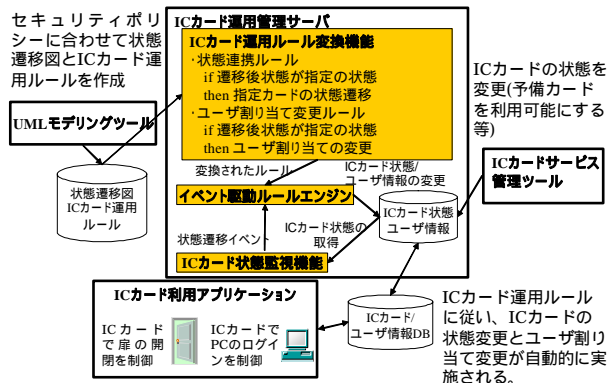 セキュリティポリ
シーに合わせて状態
遷移図とICカード運
用ルールを作成
UMLモデリングツール
状態遷移図
ICカード運用
ルール
ICカード運用管理サーバ
ICカード運用ルール変換機能
・状態連携ルール
if 遷移後状態が指定の状態
then 指定カードの状態遷移
・ユーザ割り当て変更ルール
if 遷移後状態が指定の状態
then ユーザ割り当ての変更
変換されたルール
ICカード状態/
ユーザ情報の変更
イベント駆動ルールエンジン
ICカード状態
ユーザ情報
状態遷移イベント
ICカード状態の
取得
ICカード状態監視機能
ICカードの状態を
変更(予備カード
を利用可能にする
等)
ICカードサービス
管理ツール
ICカード利用アプリケーション
ICカード
で扉の開
閉を制御
ICカードで
PCのログイ
ンを制御
ICカード/
ユーザ情報DB
ICカード運用ルール
に従い、ICカードの
状態変更とユーザ割り
当て変更が自動的に実
施される。